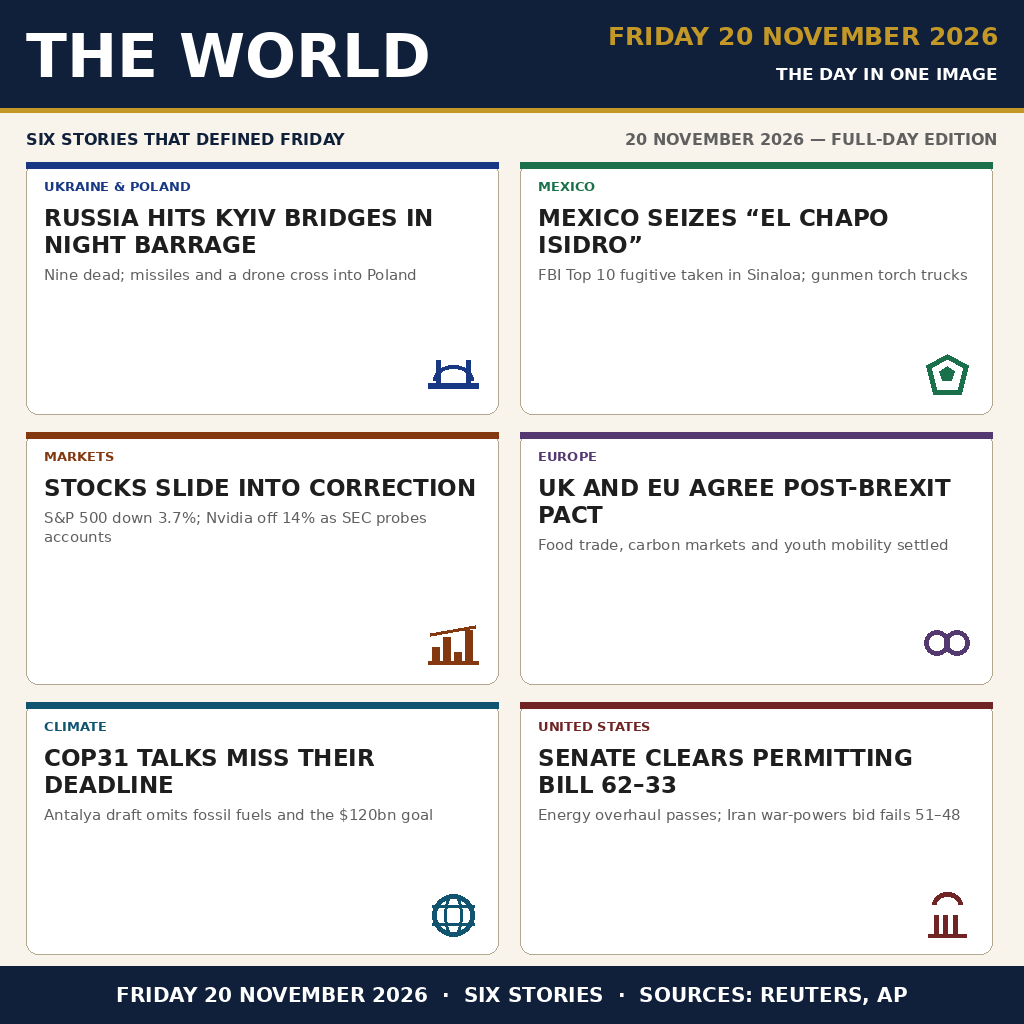 THE WORLD
FRIDAY 20 NOVEMBER 2026
THE DAY IN ONE IMAGE
SIX STORIES THAT DEFINED FRIDAY
20 NOVEMBER 2026 — FULL-DAY EDITION
UKRAINE & POLAND
RUSSIA HITS KYIV BRIDGES IN
NIGHT BARRAGE
Nine dead; missiles and a drone cross into Poland
MEXICO
MEXICO SEIZES “EL CHAPO
ISIDRO”
FBI Top 10 fugitive taken in Sinaloa; gunmen torch trucks
MARKETS
STOCKS SLIDE INTO CORRECTION
S&P 500 down 3.7%; Nvidia off 14% as SEC probes
accounts
EUROPE
UK AND EU AGREE POST-BREXIT
PACT
Food trade, carbon markets and youth mobility settled
CLIMATE
COP31 TALKS MISS THEIR
DEADLINE
Antalya draft omits fossil fuels and the $120bn goal
UNITED STATES
SENATE CLEARS PERMITTING
BILL 62–33
Energy overhaul passes; Iran war-powers bid fails 51–48
FRIDAY 20 NOVEMBER 2026 · SIX STORIES · SOURCES: REUTERS, AP